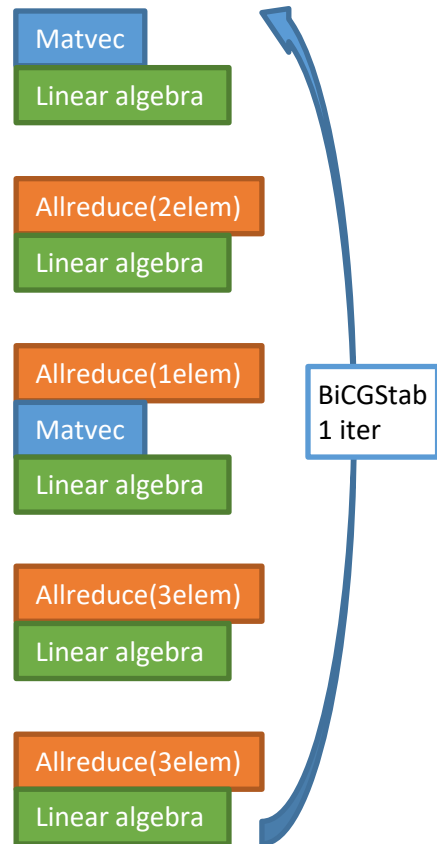 Matvec
Linear algebra
Allreduce(2elem)
Linear algebra
Allreduce(1elem)
Matvec
Linear algebra
Allreduce(3elem)
Linear algebra
Allreduce(3elem)
Linear algebra
BiCGStab
1 iter